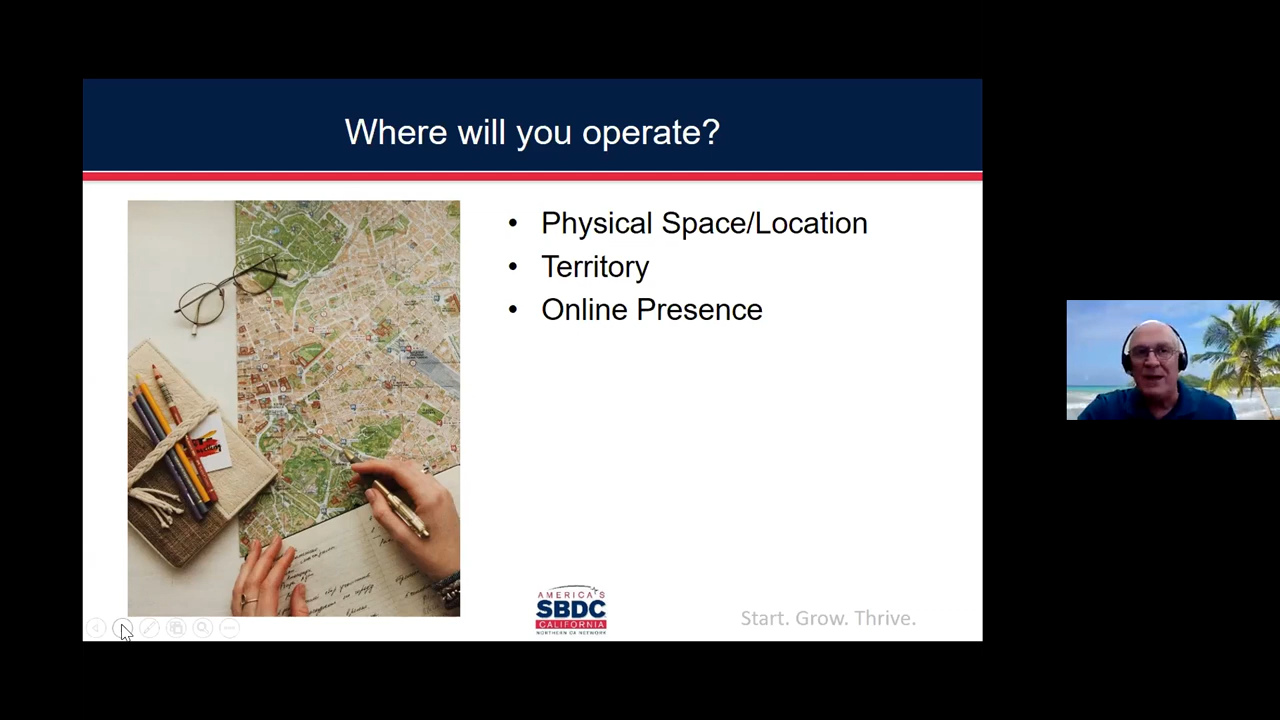 Where will you operate?
• Physical Space/Location
• Territory
• Online Presence
AMERICA'S
SBDC
CALIFORNIA
NORTHERN CA NETWORK
Start. Grow. Thrive.